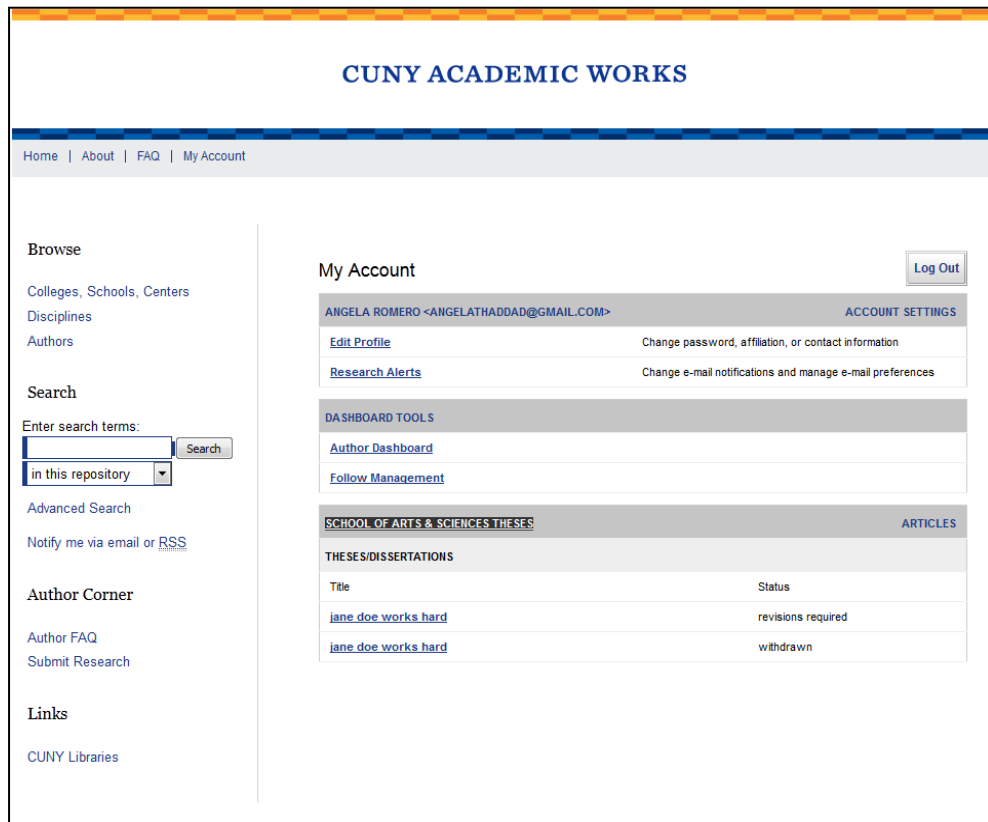 CUNY ACADEMIC WORKS
Home | About | FAQ | My Account
Browse
Colleges, Schools, Centers
Disciplines
Authors
Search
Enter search terms:
Search
in this repository
Advanced Search
Notify me via email or RSS
Author Corner
Author FAQ
Submit Research
Links
CUNY Libraries
My Account
Log Out
ANGELA ROMERO <ANGELATHADDAD@GMAIL.COM> ACCOUNT SETTINGS
Edit Profile Change password, affiliation, or contact information
Research Alerts Change e-mail notifications and manage e-mail preferences
DASHBOARD TOOLS
Author Dashboard
Follow Management
SCHOOL OF ARTS & SCIENCES THESES ARTICLES
THESES/DISSERTATIONS
Title Status
jane doe works hard revisions required
jane doe works hard withdrawn